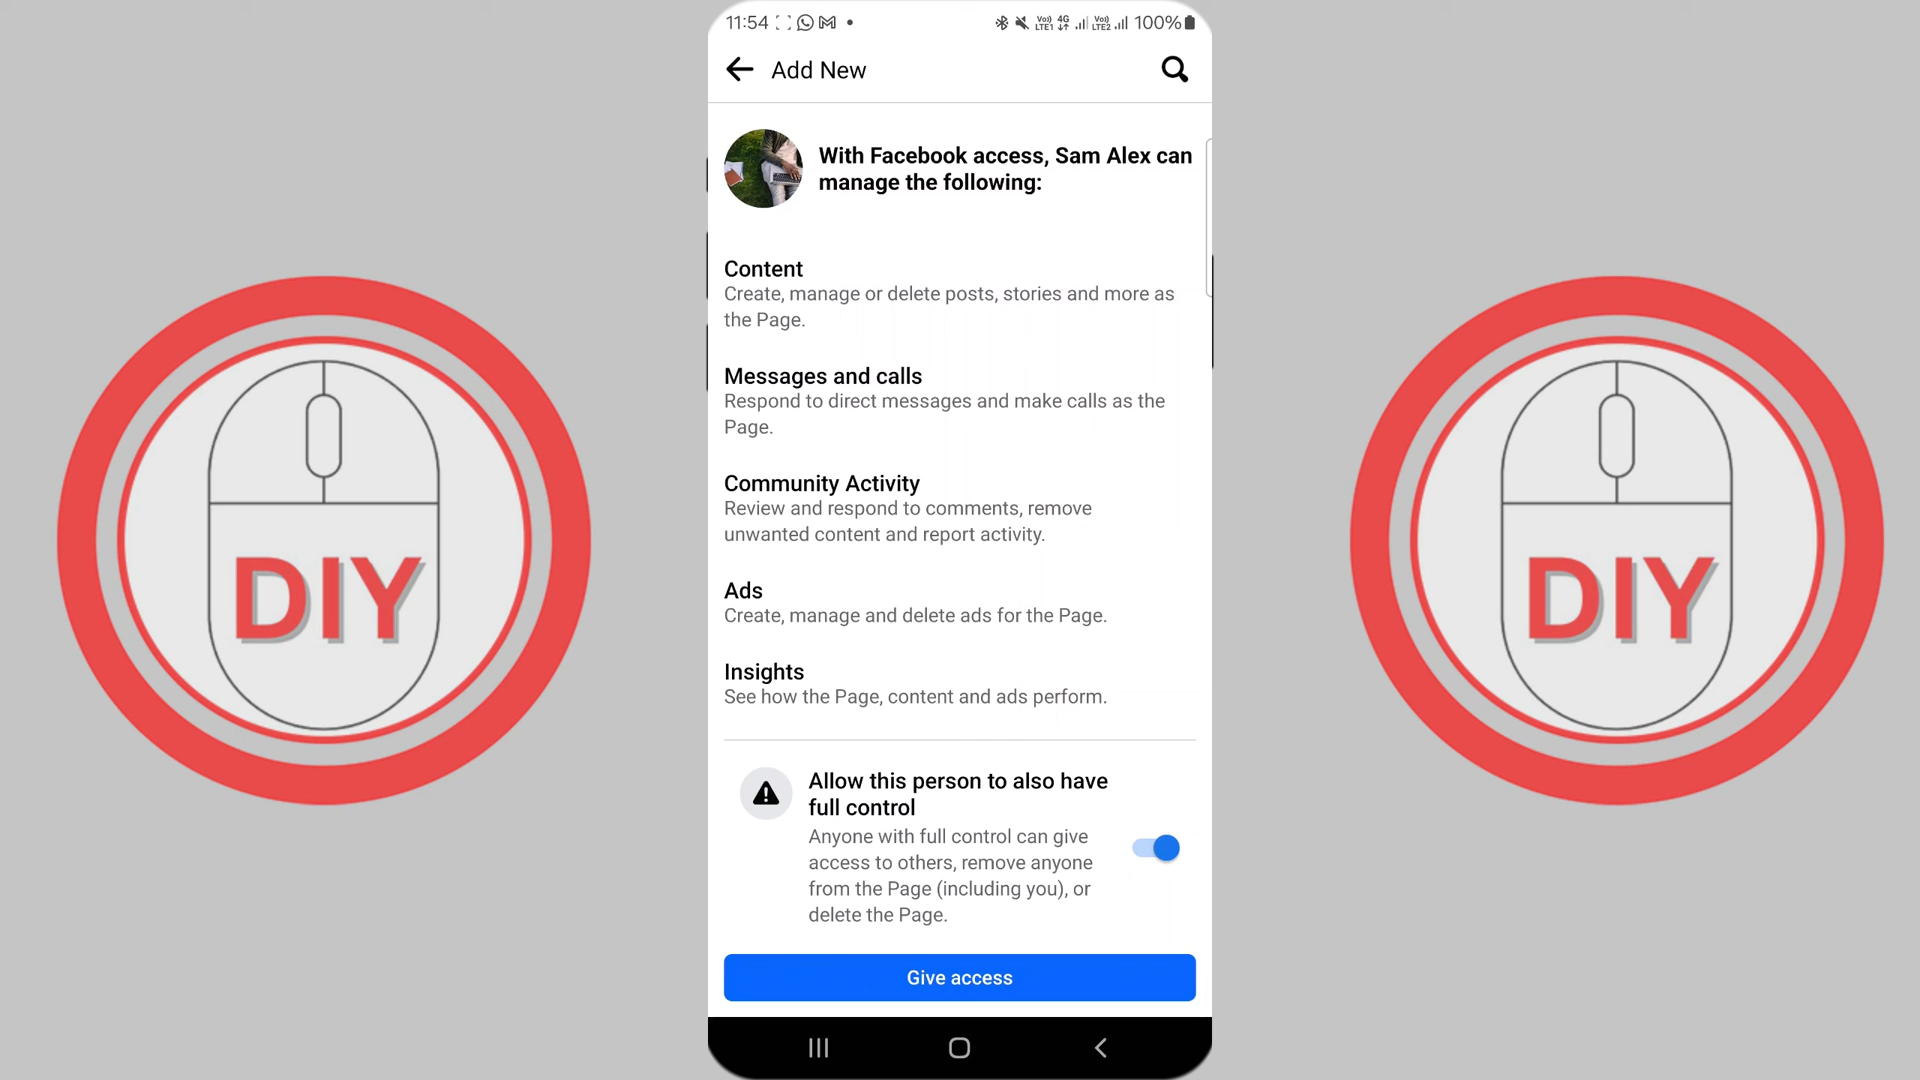 11:54
Vo)) LTE1 4G Vo)) LTE2 100%
Add New
With Facebook access, Sam Alex can
manage the following:
Content
Create, manage or delete posts, stories and more as
the Page.
Messages and calls
Respond to direct messages and make calls as the
Page.
Community Activity
Review and respond to comments, remove
unwanted content and report activity.
Ads
Create, manage and delete ads for the Page.
Insights
See how the Page, content and ads perform.
Allow this person to also have
full control
Anyone with full control can give
access to others, remove anyone
from the Page (including you), or
delete the Page.
Give access
DIY
DIY